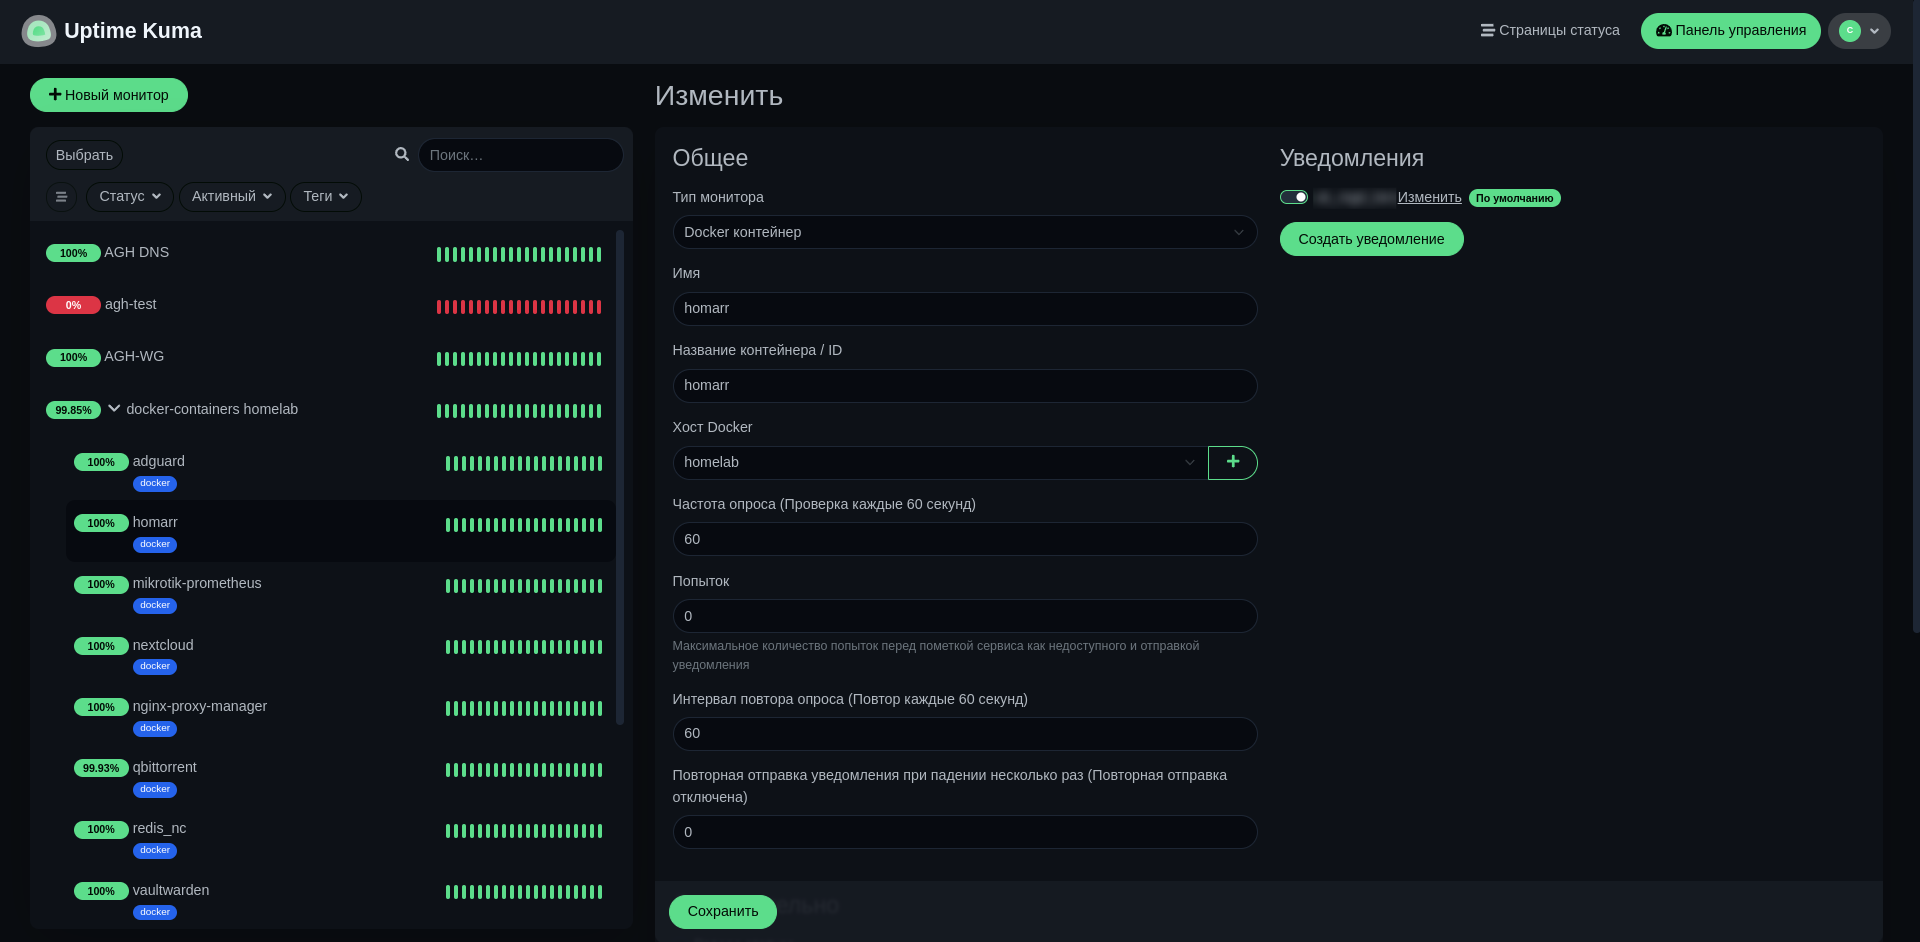 Uptime Kuma
Страницы статуса
Панель управления
C
Новый монитор
Выбрать
Поиск...
Статус
Активный
Теги
100% AGH DNS
0% agh-test
100% AGH-WG
99.85% docker-containers homelab
100% adguard
docker
100% homarr
docker
100% mikrotik-prometheus
docker
100% nextcloud
docker
100% nginx-proxy-manager
docker
99.93% qbittorrent
docker
100% redis_nc
docker
100% vaultwarden
docker
Изменить
Общее
Тип монитора
Docker контейнер
Имя
homarr
Название контейнера / ID
homarr
Хост Docker
homelab
Частота опроса (Проверка каждые 60 секунд)
60
Попыток
0
Максимальное количество попыток перед пометкой сервиса как недоступного и отправкой
уведомления
Интервал повтора опроса (Повтор каждые 60 секунд)
60
Повторная отправка уведомления при падении несколько раз (Повторная отправка
отключена)
0
Сохранить
Уведомления
Изменить По умолчанию
Создать уведомление